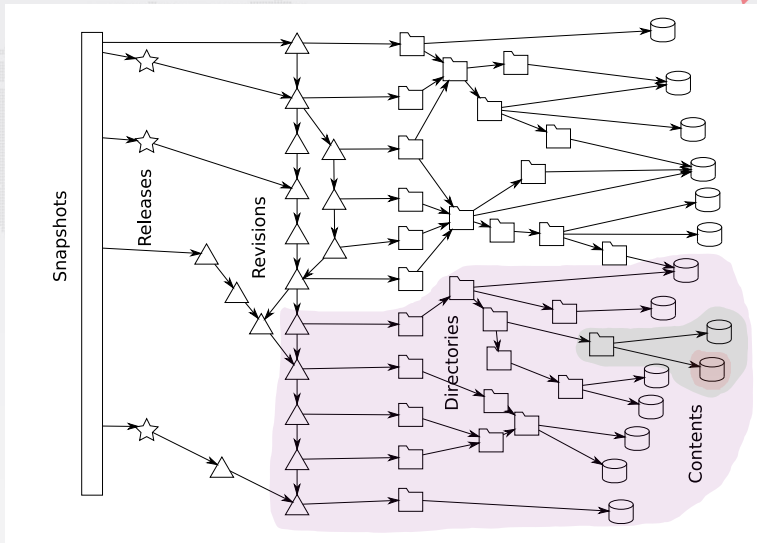 Snapshots
Releases
Revisions
Directories
Contents